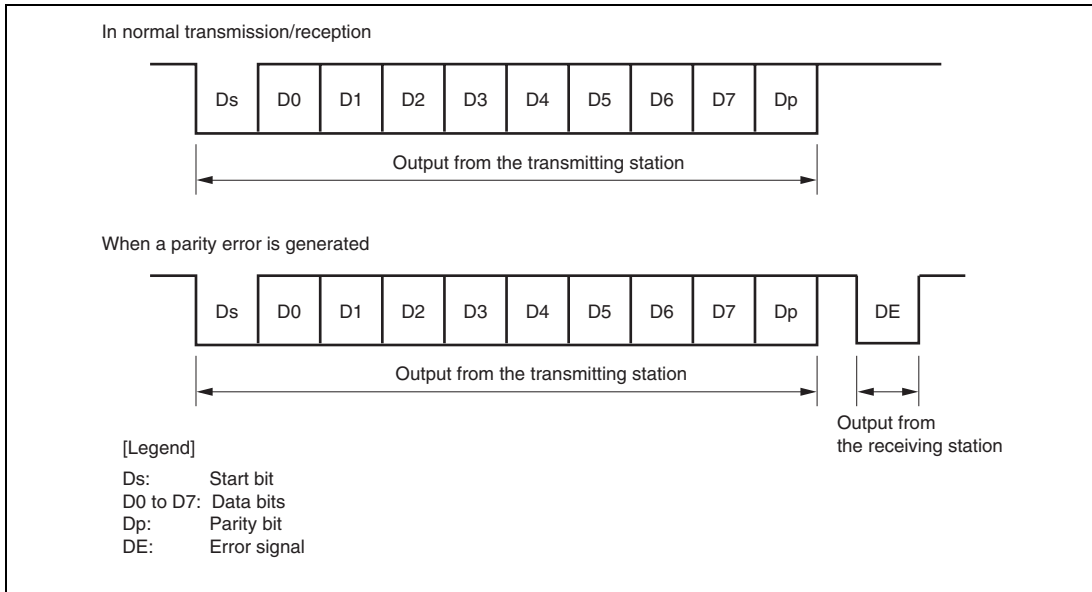 In normal transmission/reception
Ds D0 D1 D2 D3 D4 D5 D6 D7 Dp
Output from the transmitting station
When a parity error is generated
Ds D0 D1 D2 D3 D4 D5 D6 D7 Dp DE
Output from the transmitting station
Output from
the receiving station
[Legend]
Ds: Start bit
D0 to D7: Data bits
Dp: Parity bit
DE: Error signal